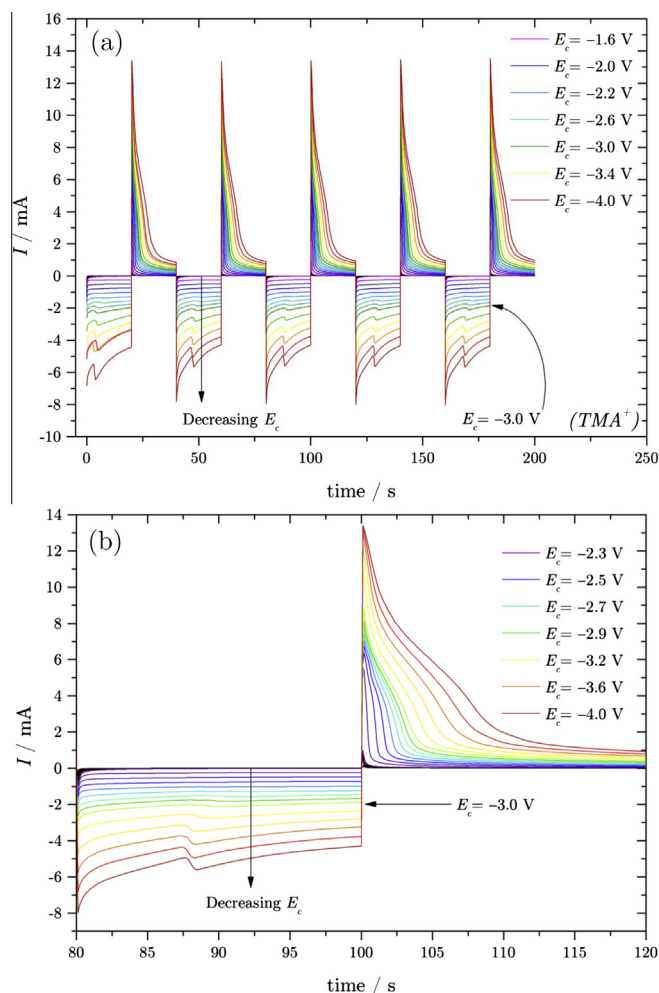 (a)
14
12
10
8
6
4
2
0
-2
-4
-6
-8
-10
I / mA
E_c = −1.6 V
E_c = −2.0 V
E_c = −2.2 V
E_c = −2.6 V
E_c = −3.0 V
E_c = −3.4 V
E_c = −4.0 V
Decreasing E_c
E_c = −3.0 V
(TMA⁺)
0 50 100 150 200 250
time / s
(b)
14
12
10
8
6
4
2
0
-2
-4
-6
-8
I / mA
E_c = −2.3 V
E_c = −2.5 V
E_c = −2.7 V
E_c = −2.9 V
E_c = −3.2 V
E_c = −3.6 V
E_c = −4.0 V
E_c = −3.0 V
Decreasing E_c
80 85 90 95 100 105 110 115 120
time / s